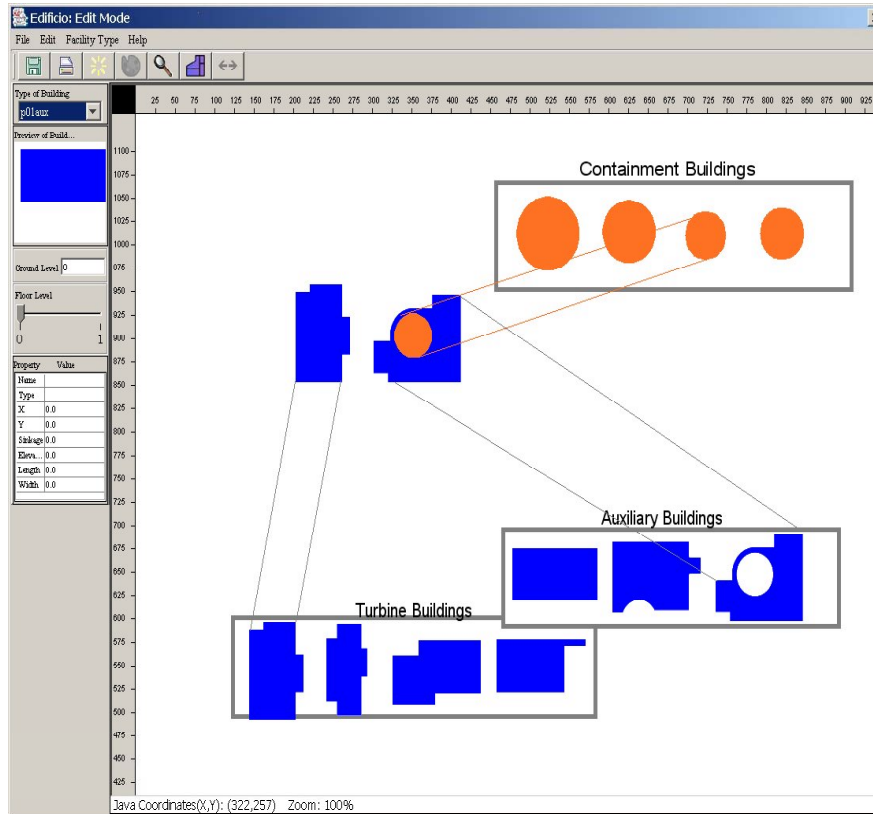 Edificio: Edit Mode
File Edit Facility Type Help
Type of Building
p01aux
Preview of Build...
Ground Level 0
Floor Level
0 1
Property Value
Name
Type
X 0.0
Y 0.0
Sinkage 0.0
Eleva... 0.0
Length 0.0
Width 0.0
25 50 75 100 125 150 175 200 225 250 275 300 325 350 375 400 425 450 475 500 525 550 575 600 625 650 675 700 725 750 775 800 825 850 875 900 925
1100
1075
1050
1025
1000
975
950
925
900
875
850
825
800
775
750
725
700
675
650
625
600
575
550
525
500
475
450
425
Containment Buildings
Auxiliary Buildings
Turbine Buildings
Java Coordinates(X,Y): (322,257) Zoom: 100%